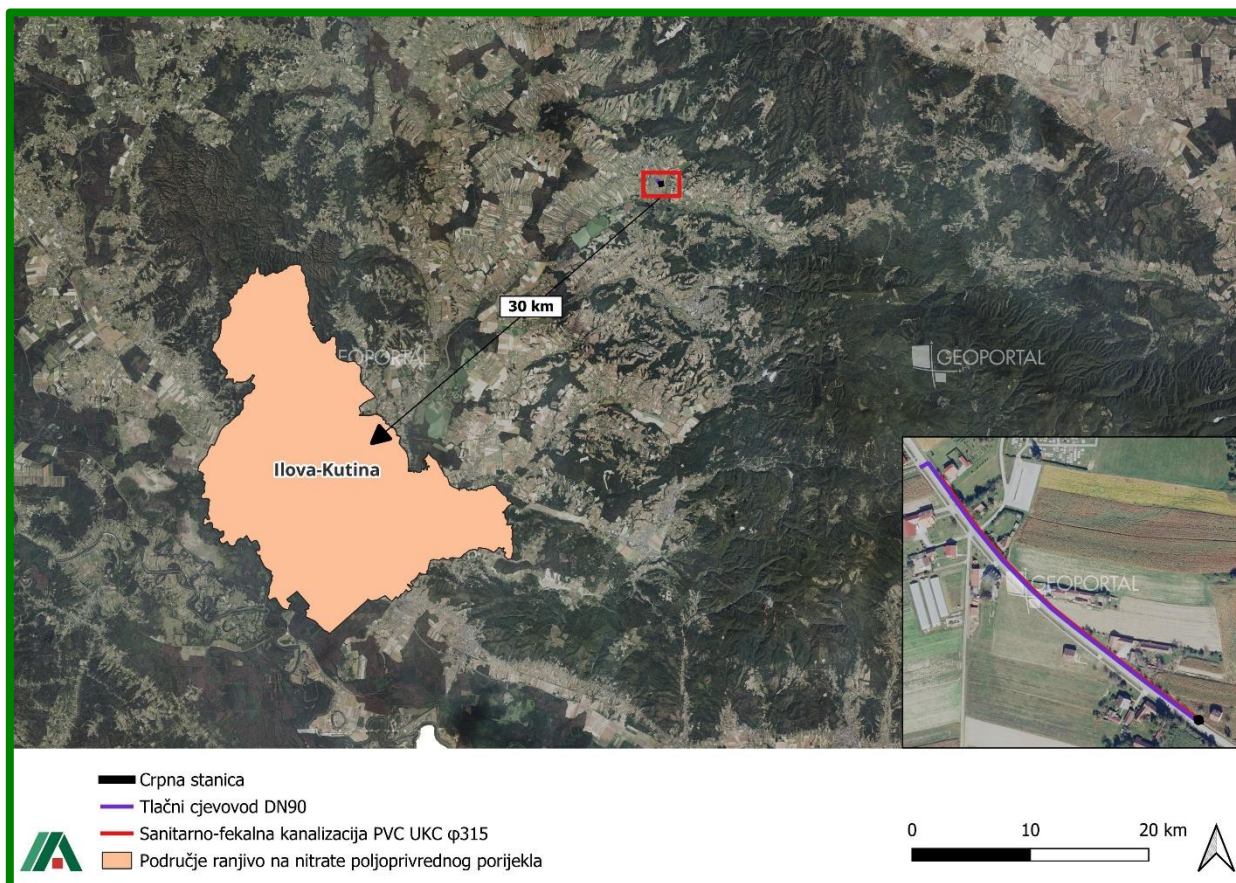 30 km
GEOPORTAL
GEOPORTAL
Ilova-Kutina
GEOPORTAL
Crpna stanica
Tlačni cjevovod DN90
Sanitarno-fekalna kanalizacija PVC UKC φ315
Područje ranjivo na nitrate poljoprivrednog porijekla
0 10 20 km